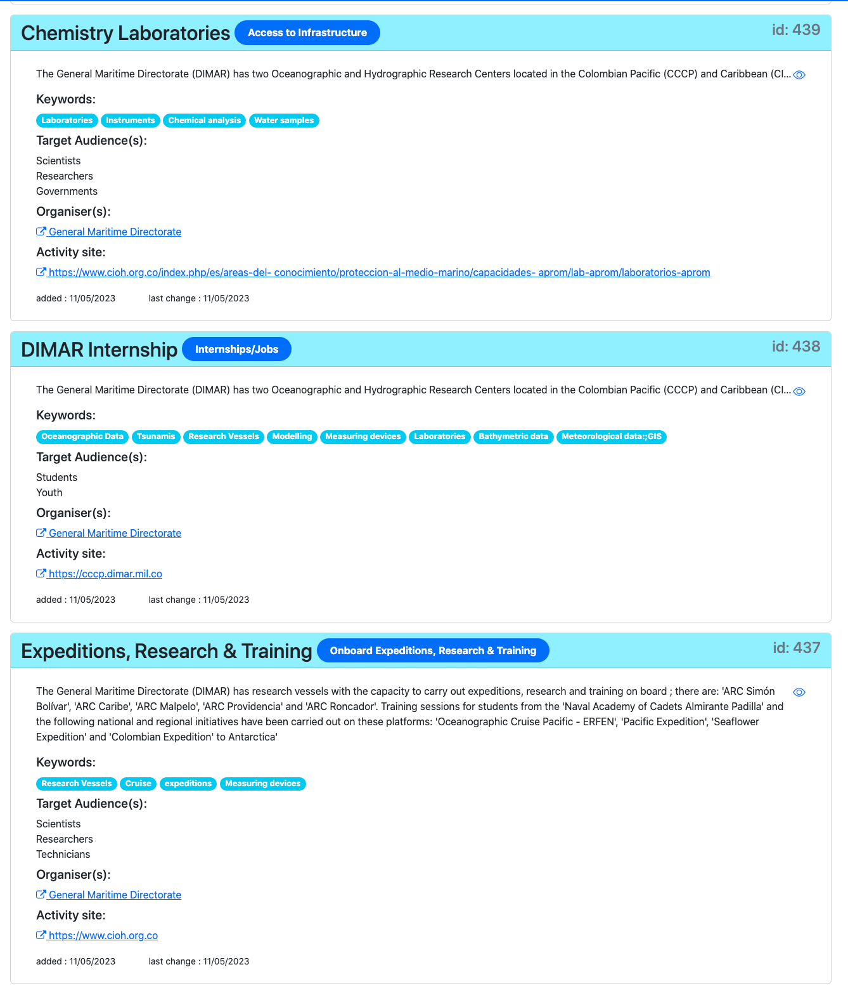 Chemistry Laboratories Access to Infrastructure id: 439
The General Maritime Directorate (DIMAR) has two Oceanographic and Hydrographic Research Centers located in the Colombian Pacific (CCCP) and Caribbean (CI...
Keywords:
Laboratories Instruments Chemical analysis Water samples
Target Audience(s):
Scientists
Researchers
Governments
Organiser(s):
General Maritime Directorate
Activity site:
https://www.cioh.org.co/index.php/es/areas-del- conocimiento/proteccion-al-medio-marino/capacidades- aprom/lab-aprom/laboratorios-aprom
added : 11/05/2023 last change : 11/05/2023
DIMAR Internship Internships/Jobs id: 438
The General Maritime Directorate (DIMAR) has two Oceanographic and Hydrographic Research Centers located in the Colombian Pacific (CCCP) and Caribbean (CI...
Keywords:
Oceanographic Data Tsunamis Research Vessels Modelling Measuring devices Laboratories Bathymetric data Meteorological data:;GIS
Target Audience(s):
Students
Youth
Organiser(s):
General Maritime Directorate
Activity site:
https://cccp.dimar.mil.co
added : 11/05/2023 last change : 11/05/2023
Expeditions, Research & Training Onboard Expeditions, Research & Training id: 437
The General Maritime Directorate (DIMAR) has research vessels with the capacity to carry out expeditions, research and training on board ; there are: 'ARC Simón
Bolívar', 'ARC Caribe', 'ARC Malpelo', 'ARC Providencia' and 'ARC Roncador'. Training sessions for students from the 'Naval Academy of Cadets Almirante Padilla' and
the following national and regional initiatives have been carried out on these platforms: 'Oceanographic Cruise Pacific - ERFEN', 'Pacific Expedition', 'Seaflower
Expedition' and 'Colombian Expedition' to Antarctica'
Keywords:
Research Vessels Cruise expeditions Measuring devices
Target Audience(s):
Scientists
Researchers
Technicians
Organiser(s):
General Maritime Directorate
Activity site:
https://www.cioh.org.co
added : 11/05/2023 last change : 11/05/2023